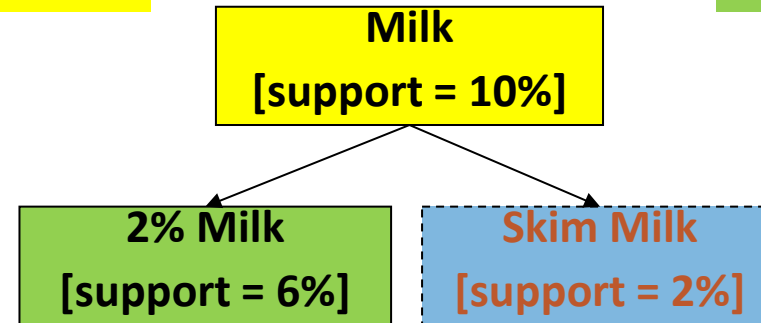 Milk
[support = 10%]
2% Milk
[support = 6%]
Skim Milk
[support = 2%]